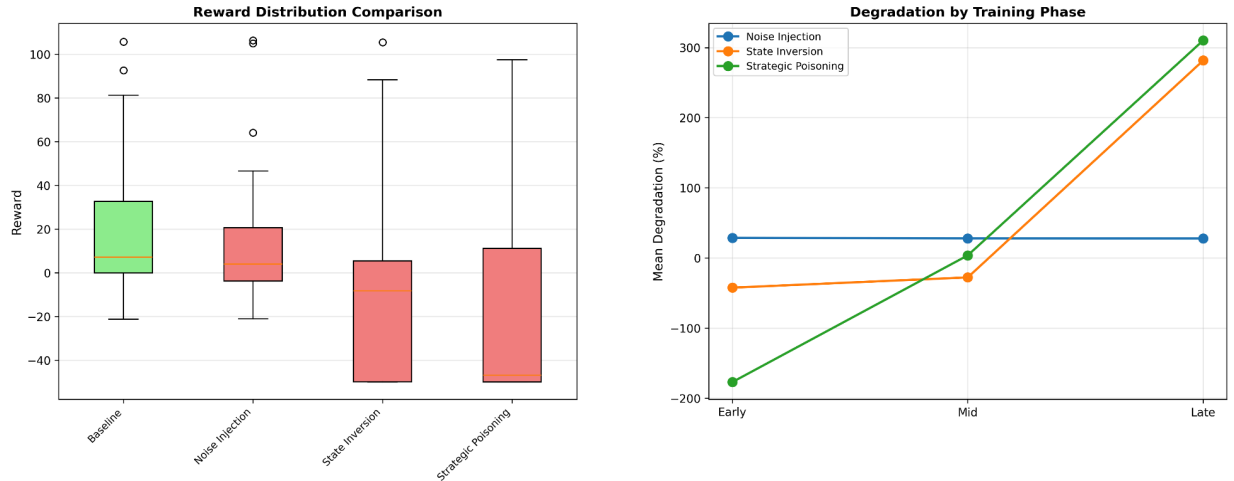 Reward Distribution Comparison
Reward
100
80
60
40
20
0
−20
−40
Baseline
Noise Injection
State Inversion
Strategic Poisoning
Degradation by Training Phase
Mean Degradation (%)
300
200
100
0
−100
−200
Noise Injection
State Inversion
Strategic Poisoning
Early
Mid
Late